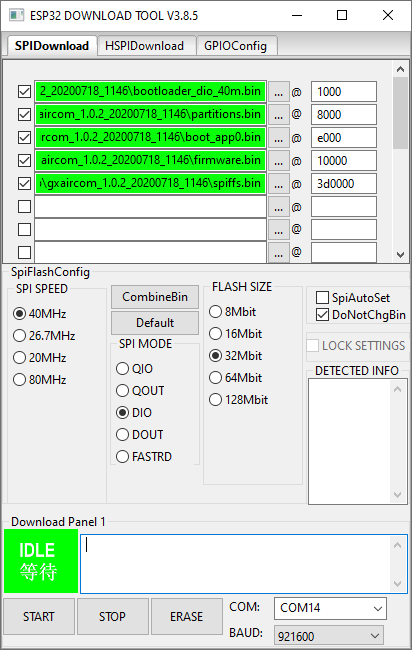 ESP32 DOWNLOAD TOOL V3.8.5
SPIDownload HSPIDownload GPIOConfig
2_20200718_1146\bootloader_dio_40m.bin ... @ 1000
aircom_1.0.2_20200718_1146\partitions.bin ... @ 8000
rcom_1.0.2_20200718_1146\boot_app0.bin ... @ e000
aircom_1.0.2_20200718_1146\firmware.bin ... @ 10000
\gxaircom_1.0.2_20200718_1146\spiffs.bin ... @ 3d0000
... @
... @
... @
SpiFlashConfig
SPI SPEED
40MHz
26.7MHz
20MHz
80MHz
CombineBin
Default
SPI MODE
QIO
QOUT
DIO
DOUT
FASTRD
FLASH SIZE
8Mbit
16Mbit
32Mbit
64Mbit
128Mbit
SpiAutoSet
DoNotChgBin
LOCK SETTINGS
DETECTED INFO
Download Panel 1
IDLE
等待
START STOP ERASE
COM: COM14
BAUD: 921600